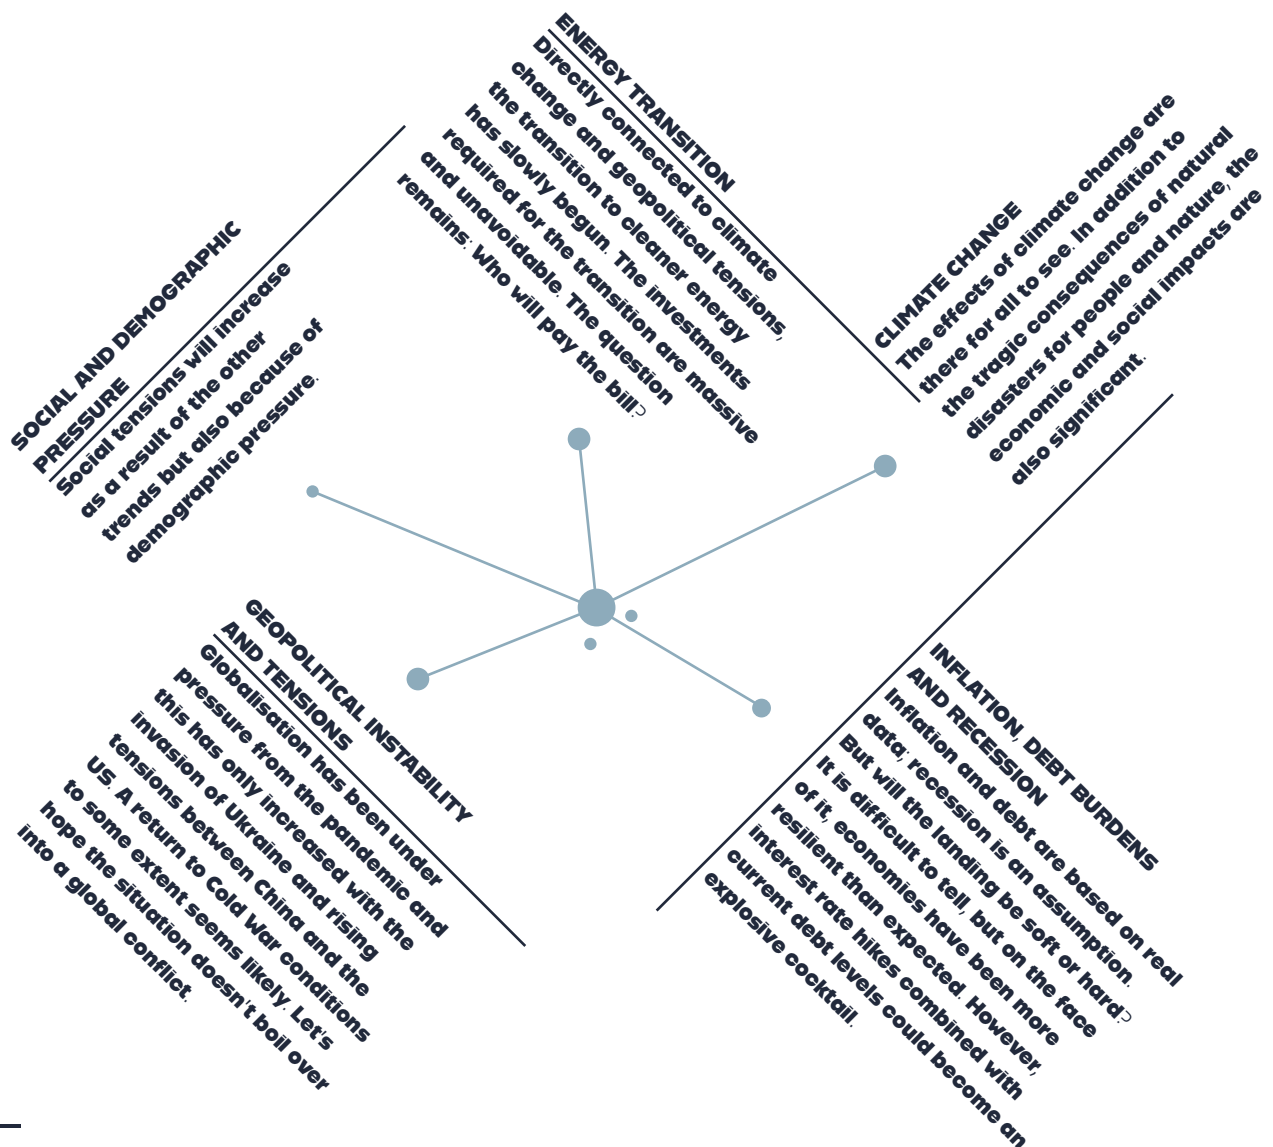 ENERGY TRANSITION
Directly connected to climate
change and geopolitical tensions,
the transition to cleaner energy
has slowly begun. The investments
required for the transition are massive
and unavoidable. The question
remains: Who will pay the bill?
CLIMATE CHANGE
The effects of climate change are
there for all to see. In addition to
the tragic consequences of natural
disasters for people and nature, the
economic and social impacts are
also significant.
SOCIAL AND DEMOGRAPHIC
PRESSURE
Social tensions will increase
as a result of the other
trends but also because of
demographic pressure.
GEOPOLITICAL INSTABILITY
AND TENSIONS
Globalisation has been under
pressure from the pandemic and
this has only increased with the
invasion of Ukraine and rising
tensions between China and the
US. A return to Cold War conditions
to some extent seems likely. Let's
hope the situation doesn't boil over
into a global conflict.
INFLATION, DEBT BURDENS
AND RECESSION
Inflation and debt are based on real
data; recession is an assumption.
But will the landing be soft or hard?
It is difficult to tell, but on the face
of it, economies have been more
resilient than expected. However,
interest rate hikes combined with
current debt levels could become an
explosive cocktail.